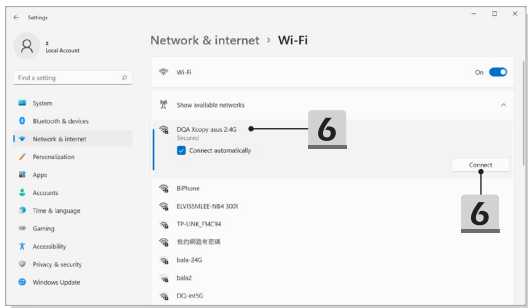 Settings
z
Local Account
Find a setting
System
Bluetooth & devices
Network & internet
Personalization
Apps
Accounts
Time & language
Gaming
Accessibility
Privacy & security
Windows Update
Network & internet > Wi-Fi
Wi-Fi
On
Show available networks
DQA Xcopy asus 2.4G
Secured
Connect automatically
6
Connect
6
BiPhone
ELVISSMLEE-NB4 3001
TP-LINK_F14C94
我的網路有密碼
bala-24G
bala2
DQ-int5G